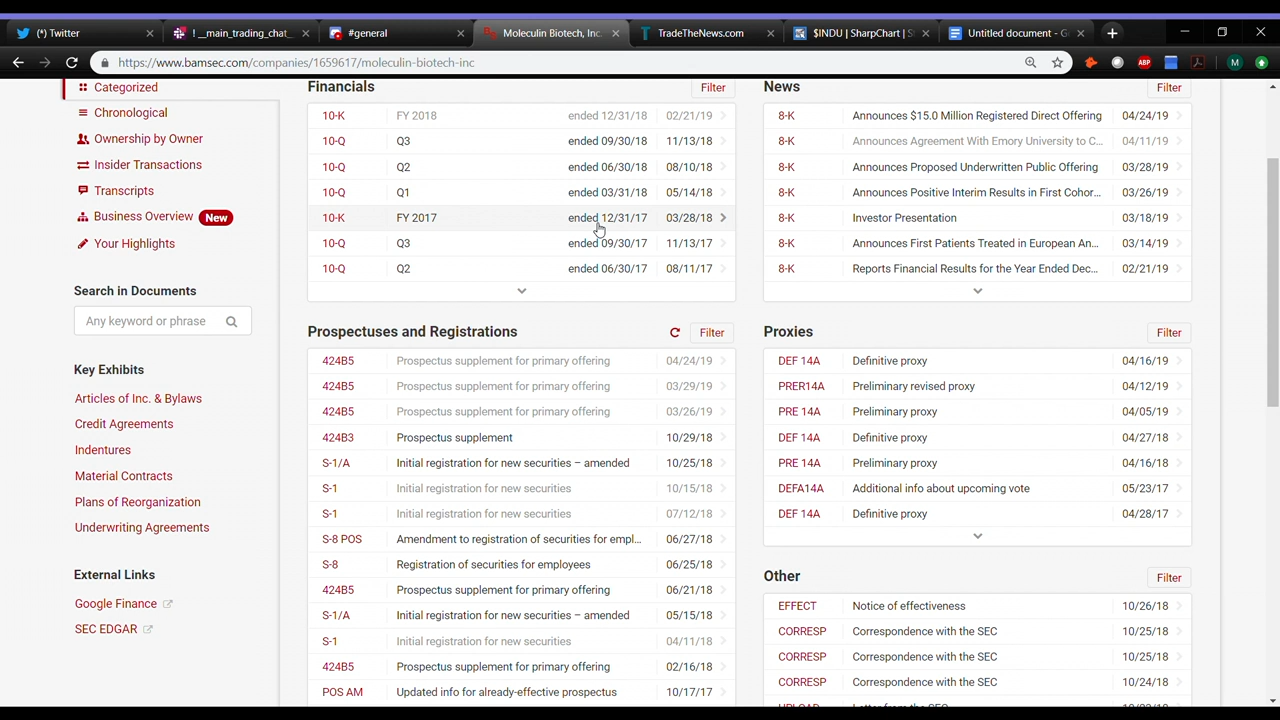 (*) Twitter
! __main_trading_chat_
#general
Moleculin Biotech, Inc.
TradeTheNews.com
$INDU | SharpChart | S
Untitled document - G
https://www.bamsec.com/companies/1659617/moleculin-biotech-inc
ABP
M
Categorized
Chronological
Ownership by Owner
Insider Transactions
Transcripts
Business Overview New
Your Highlights
Search in Documents
Any keyword or phrase
Key Exhibits
Articles of Inc. & Bylaws
Credit Agreements
Indentures
Material Contracts
Plans of Reorganization
Underwriting Agreements
External Links
Google Finance
SEC EDGAR
Financials Filter
10-K FY 2018 ended 12/31/18 02/21/19
10-Q Q3 ended 09/30/18 11/13/18
10-Q Q2 ended 06/30/18 08/10/18
10-Q Q1 ended 03/31/18 05/14/18
10-K FY 2017 ended 12/31/17 03/28/18
10-Q Q3 ended 09/30/17 11/13/17
10-Q Q2 ended 06/30/17 08/11/17
Prospectuses and Registrations Filter
424B5 Prospectus supplement for primary offering 04/24/19
424B5 Prospectus supplement for primary offering 03/29/19
424B5 Prospectus supplement for primary offering 03/26/19
424B3 Prospectus supplement 10/29/18
S-1/A Initial registration for new securities – amended 10/25/18
S-1 Initial registration for new securities 10/15/18
S-1 Initial registration for new securities 07/12/18
S-8 POS Amendment to registration of securities for empl... 06/27/18
S-8 Registration of securities for employees 06/25/18
424B5 Prospectus supplement for primary offering 06/21/18
S-1/A Initial registration for new securities – amended 05/15/18
S-1 Initial registration for new securities 04/11/18
424B5 Prospectus supplement for primary offering 02/16/18
POS AM Updated info for already-effective prospectus 10/17/17
News Filter
8-K Announces $15.0 Million Registered Direct Offering 04/24/19
8-K Announces Agreement With Emory University to C... 04/11/19
8-K Announces Proposed Underwritten Public Offering 03/28/19
8-K Announces Positive Interim Results in First Cohor... 03/26/19
8-K Investor Presentation 03/18/19
8-K Announces First Patients Treated in European An... 03/14/19
8-K Reports Financial Results for the Year Ended Dec... 02/21/19
Proxies Filter
DEF 14A Definitive proxy 04/16/19
PRER14A Preliminary revised proxy 04/12/19
PRE 14A Preliminary proxy 04/05/19
DEF 14A Definitive proxy 04/27/18
PRE 14A Preliminary proxy 04/16/18
DEFA14A Additional info about upcoming vote 05/23/17
DEF 14A Definitive proxy 04/28/17
Other Filter
EFFECT Notice of effectiveness 10/26/18
CORRESP Correspondence with the SEC 10/25/18
CORRESP Correspondence with the SEC 10/25/18
CORRESP Correspondence with the SEC 10/24/18